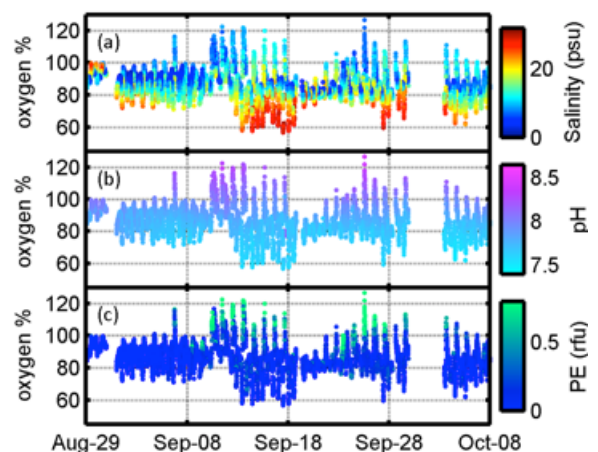 120
(a)
100
80
60
oxygen %
20
0
Salinity (psu)
120
(b)
100
80
60
oxygen %
8.5
8
7.5
pH
120
(c)
100
80
60
oxygen %
0.5
0
PE (rfu)
Aug-29 Sep-08 Sep-18 Sep-28 Oct-08